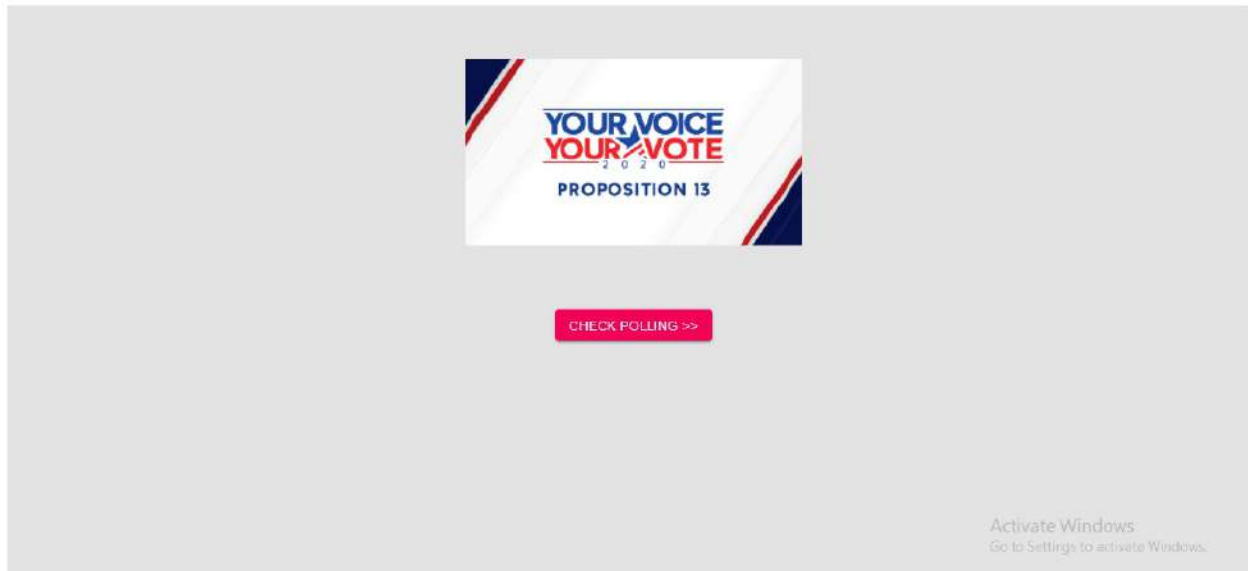 YOUR VOICE
YOUR VOTE
2020
PROPOSITION 13
CHECK POLLING >>
Activate Windows
Go to Settings to activate Windows.